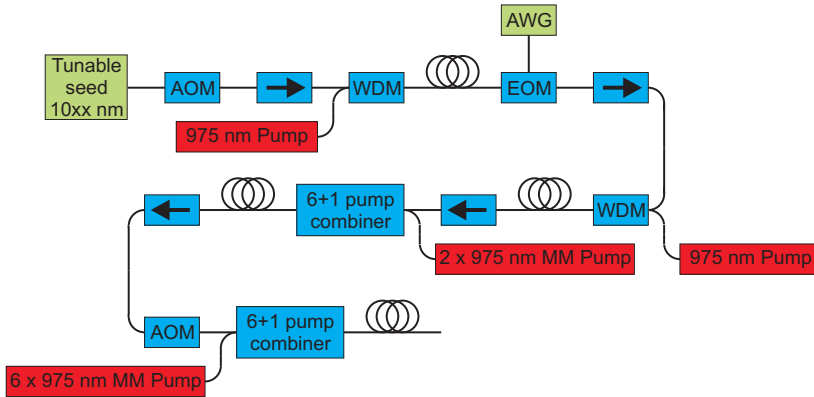 AWG
Tunable
seed
10xx nm
AOM
WDM
EOM
975 nm Pump
6+1 pump
combiner
WDM
2 x 975 nm MM Pump
975 nm Pump
AOM
6+1 pump
combiner
6 x 975 nm MM Pump